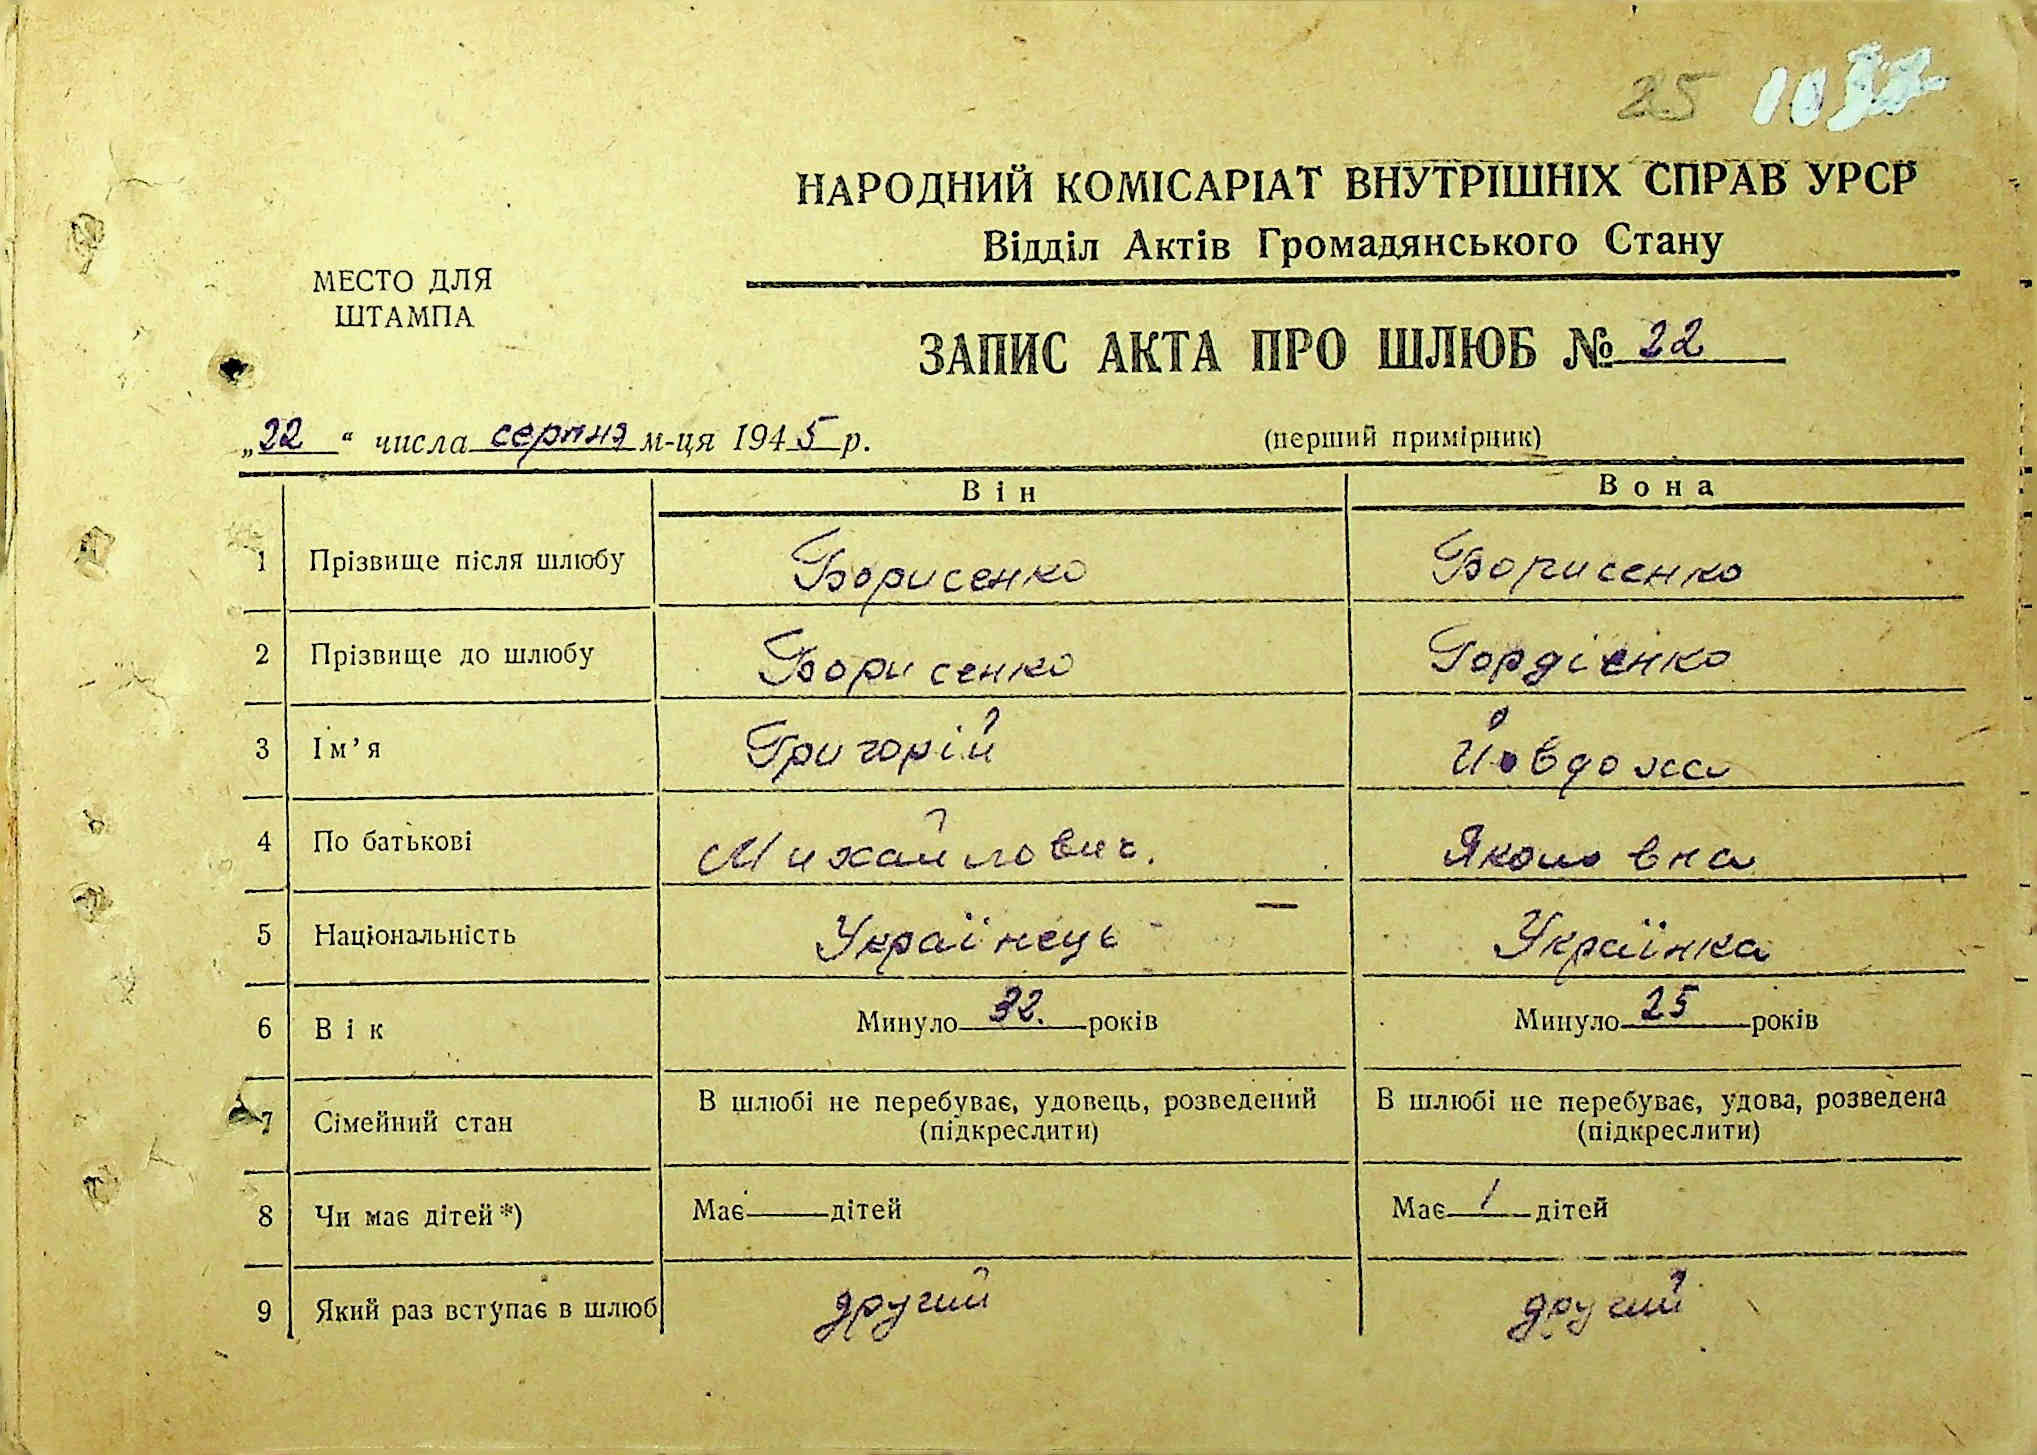 25
НАРОДНИЙ КОМІСАРІАТ ВНУТРІШНІХ СПРАВ УРСР
Відділ Актів Громадянського Стану
МЕСТО ДЛЯ
ШТАМПА
ЗАПИС АКТА ПРО ШЛЮБ № 22
„22“ числа серпня м-ця 1945 р.
(перший примірник)
Він Вона
1 Прізвище після шлюбу Борисенко Борисенко
2 Прізвище до шлюбу Борисенко Гордієнко
3 Ім’я Григорій Йовдоха
4 По батькові Михайлович. Якововна
5 Національність Українець Українка
6 Вік Минуло 32. років Минуло 25 років
7 Сімейний стан В шлюбі не перебуває, удовець, розведений В шлюбі не перебуває, удова, розведена
(підкреслити) (підкреслити)
8 Чи має дітей*) Має дітей Має 1 дітей
9 Який раз вступає в шлюб другий другий